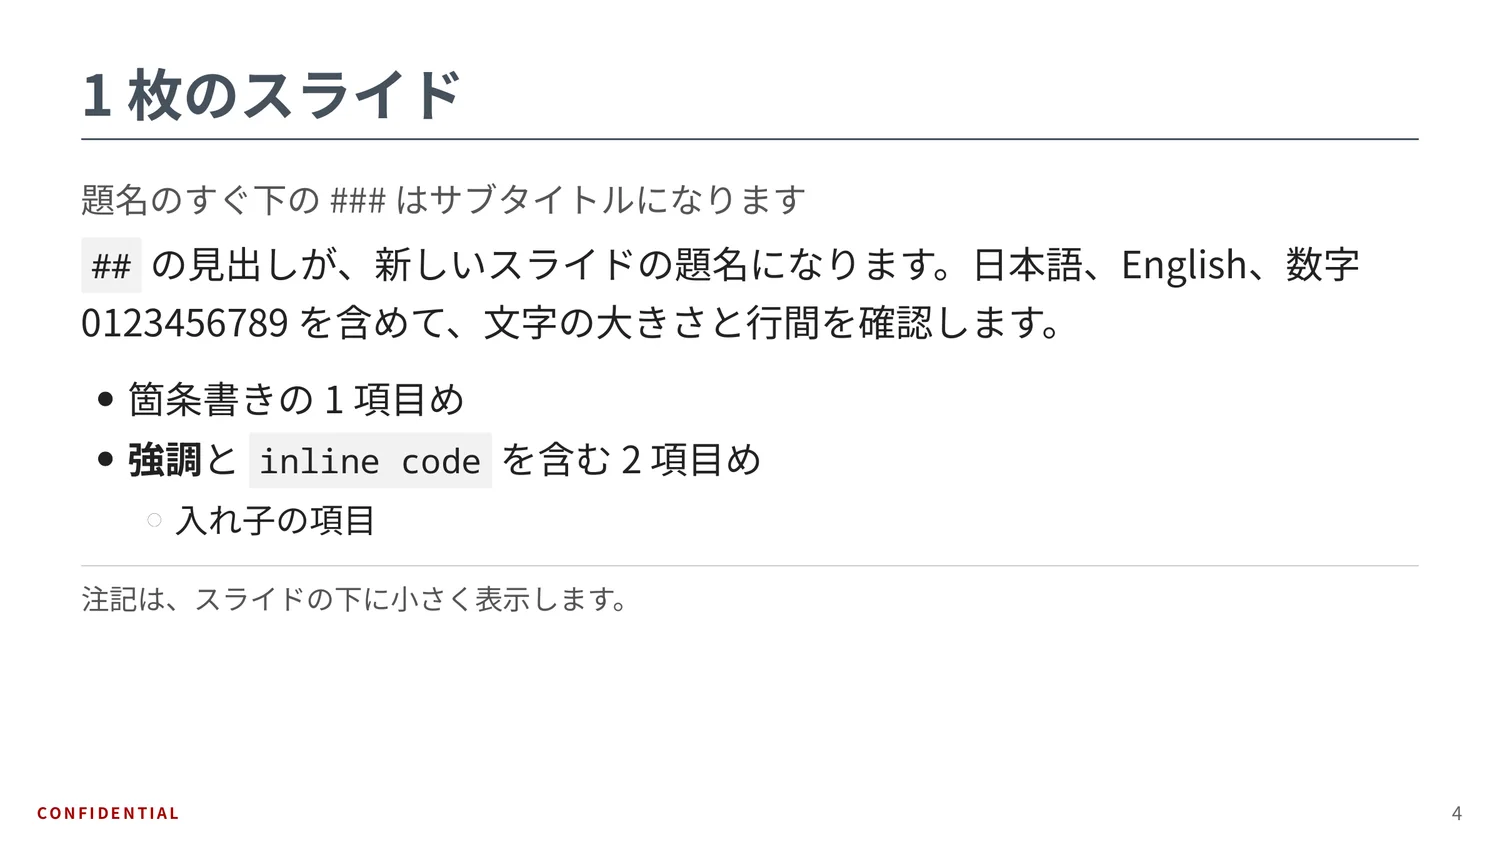 1 枚のスライド
題名のすぐ下の ### はサブタイトルになります
## の見出しが、新しいスライドの題名になります。日本語、English、数字
0123456789 を含めて、文字の大きさと行間を確認します。
• 箇条書きの 1 項目め
• 強調と inline code を含む 2 項目め
○ 入れ子の項目
注記は、スライドの下に小さく表示します。
CONFIDENTIAL
4